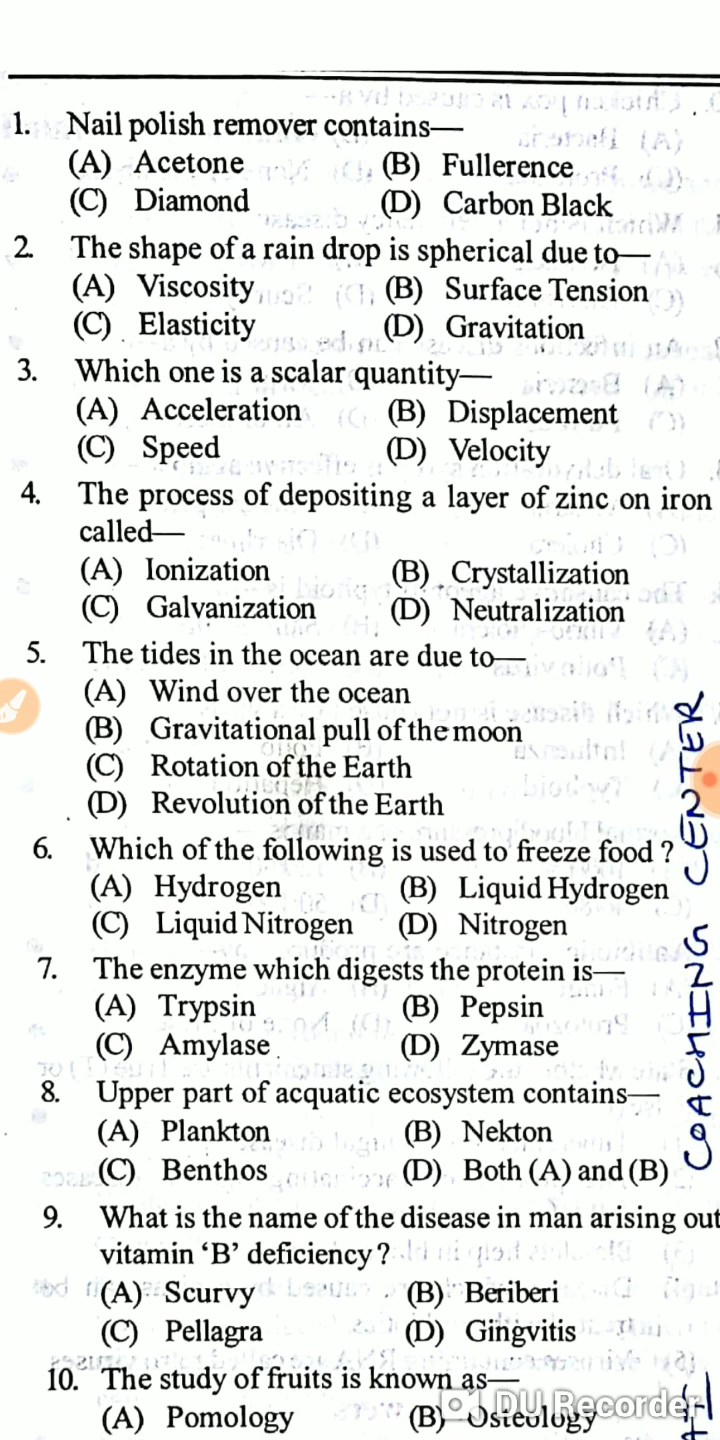 1. Nail polish remover contains—
(A) Acetone (B) Fullerence
(C) Diamond (D) Carbon Black
2. The shape of a rain drop is spherical due to—
(A) Viscosity (B) Surface Tension
(C) Elasticity (D) Gravitation
3. Which one is a scalar quantity—
(A) Acceleration (B) Displacement
(C) Speed (D) Velocity
4. The process of depositing a layer of zinc on iron
called—
(A) Ionization (B) Crystallization
(C) Galvanization (D) Neutralization
5. The tides in the ocean are due to—
(A) Wind over the ocean
(B) Gravitational pull of the moon
(C) Rotation of the Earth
(D) Revolution of the Earth
6. Which of the following is used to freeze food ?
(A) Hydrogen (B) Liquid Hydrogen
(C) Liquid Nitrogen (D) Nitrogen
7. The enzyme which digests the protein is—
(A) Trypsin (B) Pepsin
(C) Amylase (D) Zymase
8. Upper part of acquatic ecosystem contains—
(A) Plankton (B) Nekton
(C) Benthos (D) Both (A) and (B)
9. What is the name of the disease in man arising out
vitamin ‘B’ deficiency ?
(A) Scurvy (B) Beriberi
(C) Pellagra (D) Gingvitis
10. The study of fruits is known as—
(A) Pomology (B) Osteology
COACHING CENTER
DU Recorder